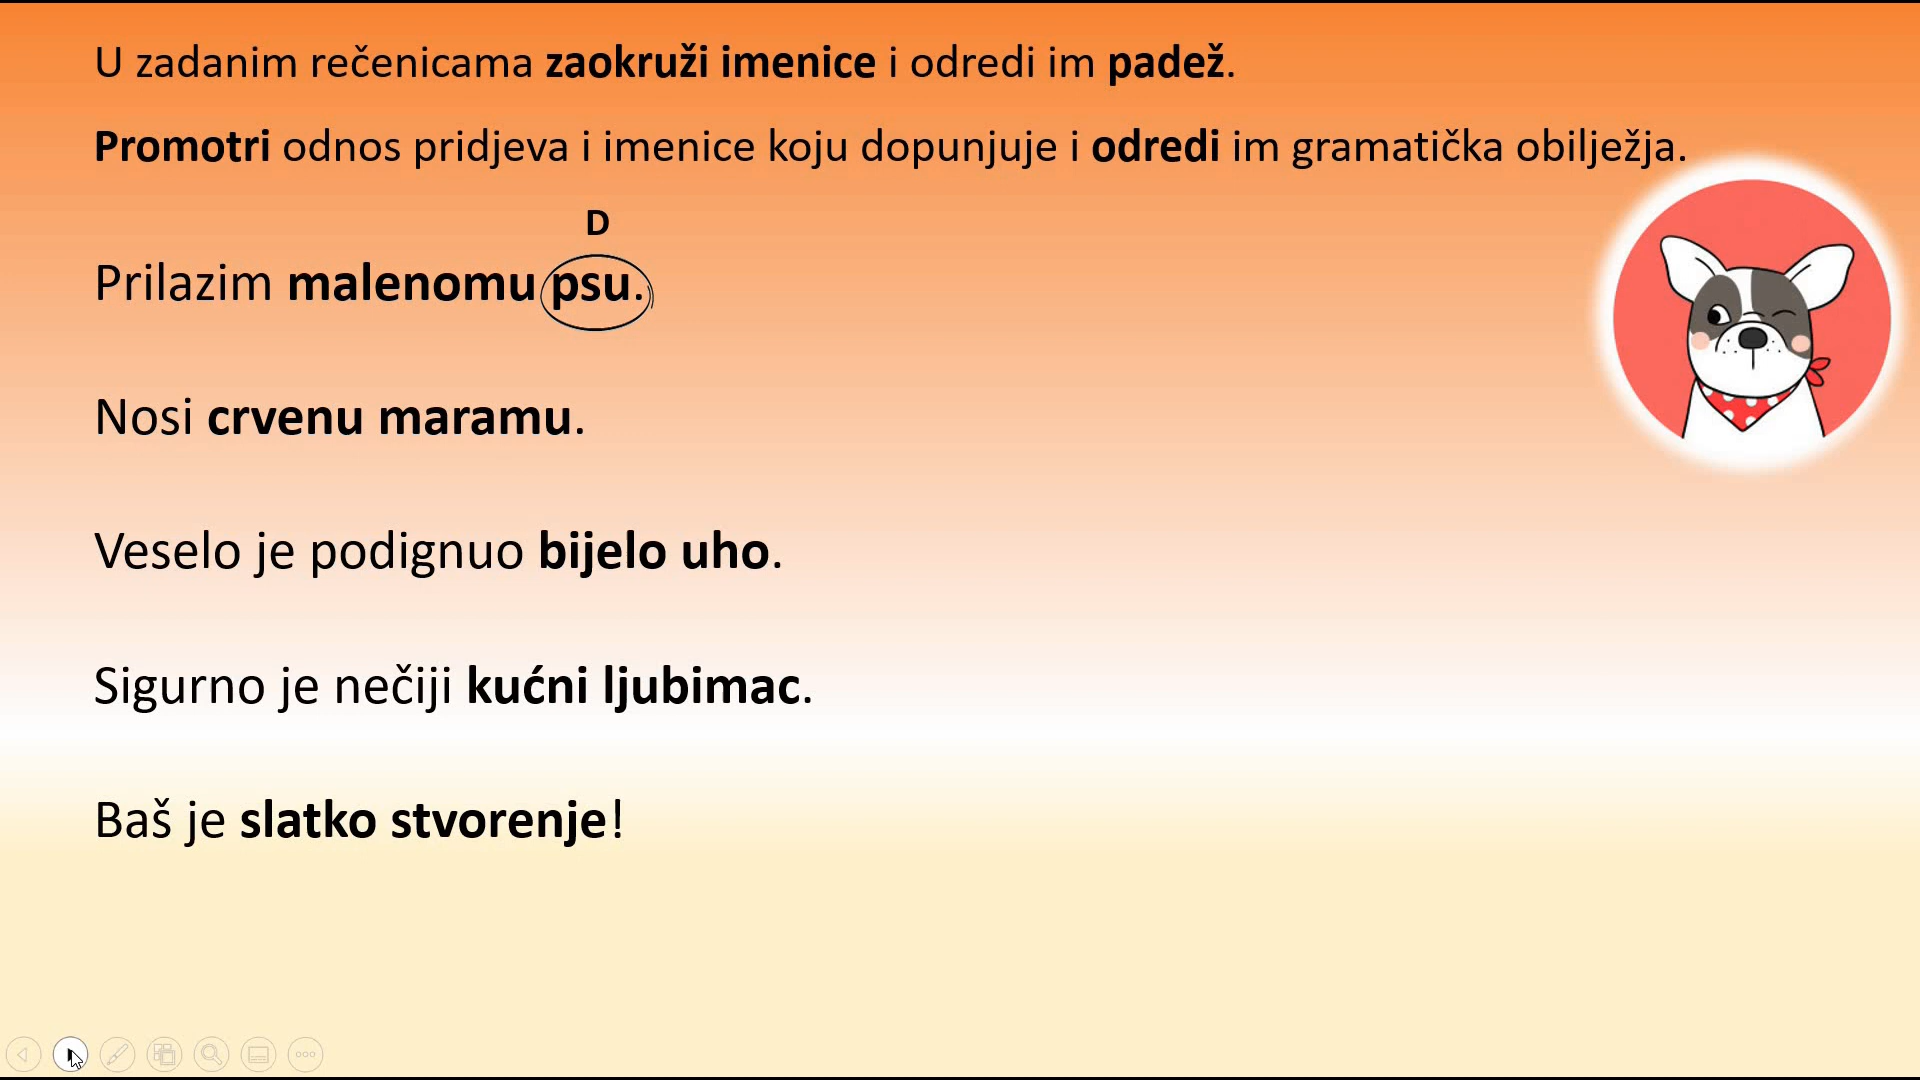 U zadanim rečenicama zaokruži imenice i odredi im padež.
Promotri odnos pridjeva i imenice koju dopunjuje i odredi im gramatička obilježja.
D
Prilazim malenomu psu.
Nosi crvenu maramu.
Veselo je podignuo bijelo uho.
Sigurno je nečiji kućni ljubimac.
Baš je slatko stvorenje!